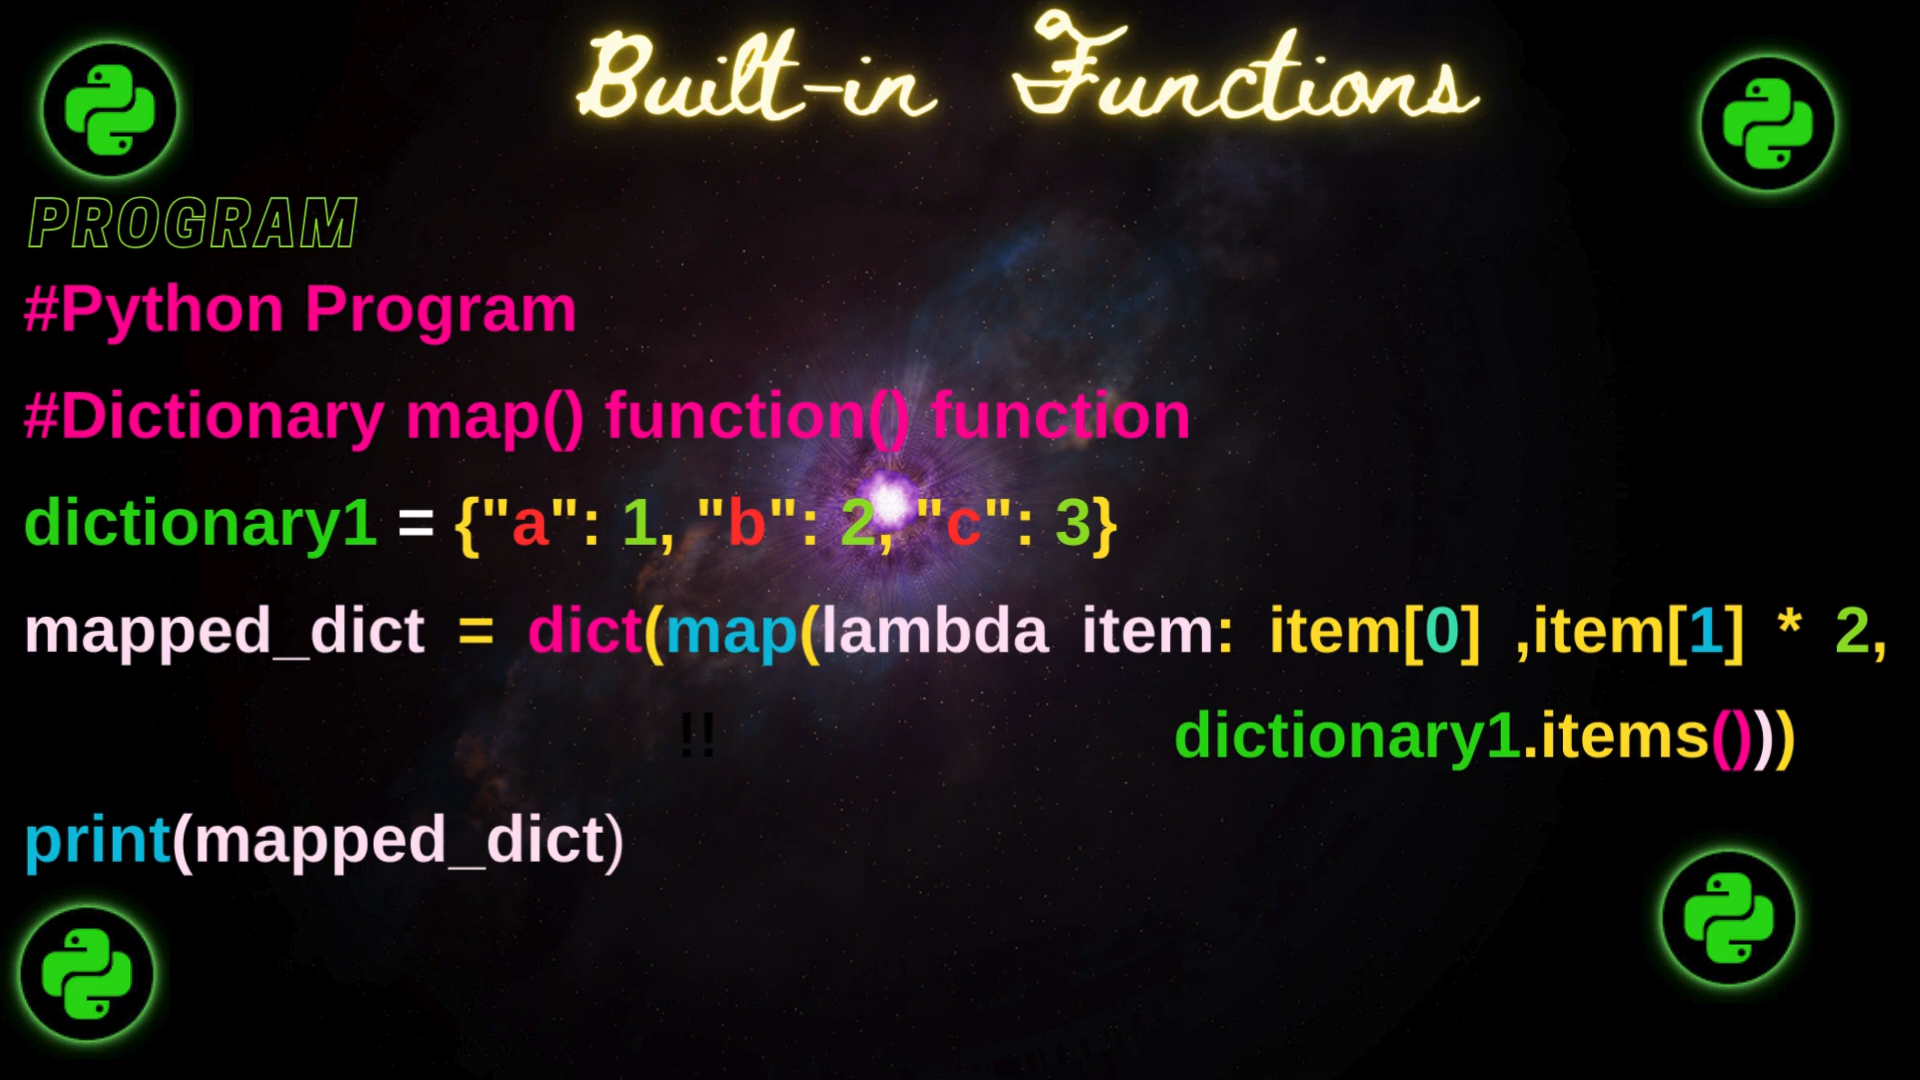 Built-in Functions
PROGRAM
#Python Program
#Dictionary map() function() function
dictionary1 = {"a": 1, "b": 2, "c": 3}
mapped_dict = dict(map(lambda item: item[0] ,item[1] * 2,
!! dictionary1.items()))
print(mapped_dict)